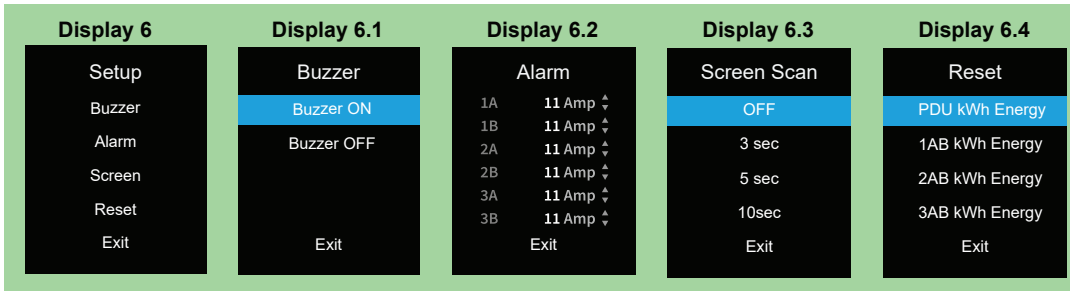 Display 6
Setup
Buzzer
Alarm
Screen
Reset
Exit
Display 6.1
Buzzer
Buzzer ON
Buzzer OFF
Exit
Display 6.2
Alarm
1A 11 Amp
1B 11 Amp
2A 11 Amp
2B 11 Amp
3A 11 Amp
3B 11 Amp
Exit
Display 6.3
Screen Scan
OFF
3 sec
5 sec
10sec
Exit
Display 6.4
Reset
PDU kWh Energy
1AB kWh Energy
2AB kWh Energy
3AB kWh Energy
Exit